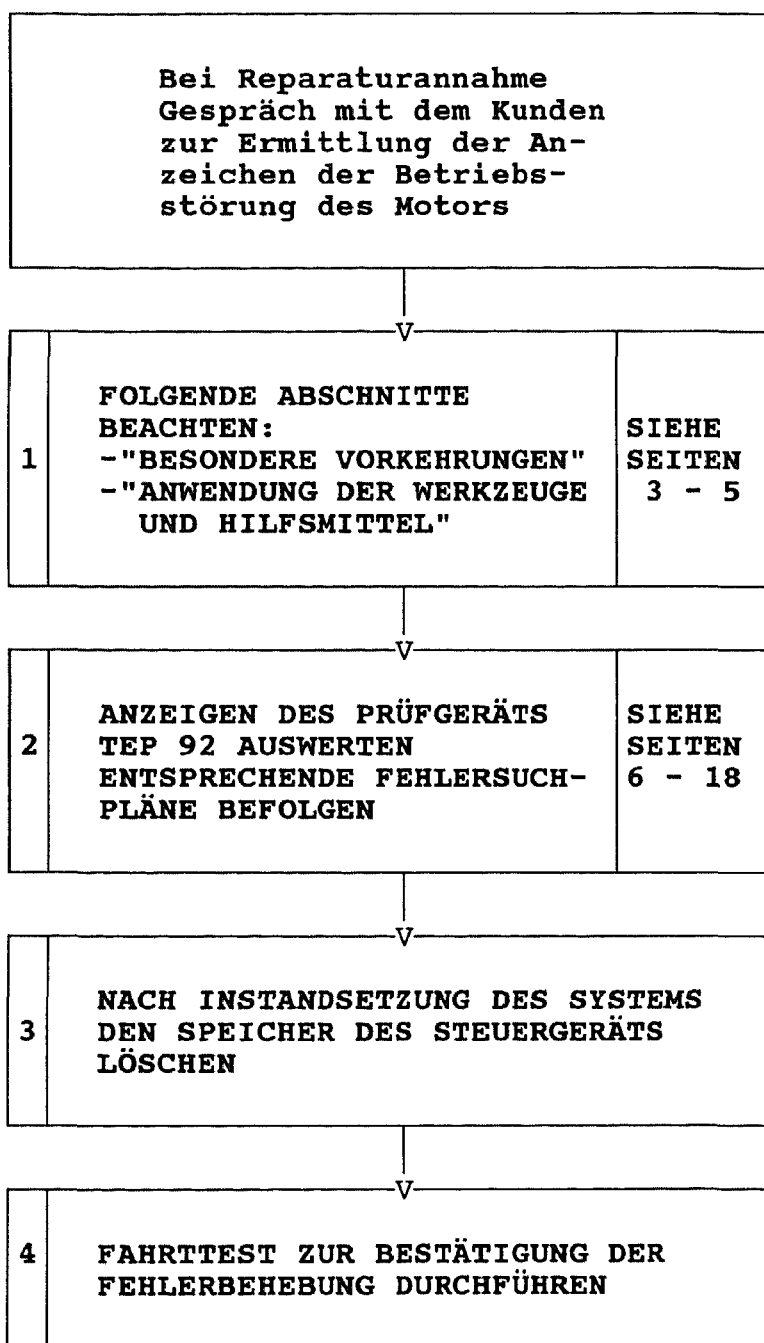 Bei Reparaturannahme
Gespräch mit dem Kunden
zur Ermittlung der An-
zeichen der Betriebs-
störung des Motors
V
1
FOLGENDE ABSCHNITTE
BEACHTEN:
-"BESONDERE VORKEHRUNGEN"
-"ANWENDUNG DER WERKZEUGE
UND HILFSMITTEL"
SIEHE
SEITEN
3 - 5
V
2
ANZEIGEN DES PRÜFGERÄTS
TEP 92 AUSWERTEN
ENTSPRECHENDE FEHLERSUCH-
PLÄNE BEFOLGEN
SIEHE
SEITEN
6 - 18
V
3
NACH INSTANDSETZUNG DES SYSTEMS
DEN SPEICHER DES STEUERGERÄTS
LÖSCHEN
V
4
FAHRTTEST ZUR BESTÄTIGUNG DER
FEHLERBEHEBUNG DURCHFÜHREN